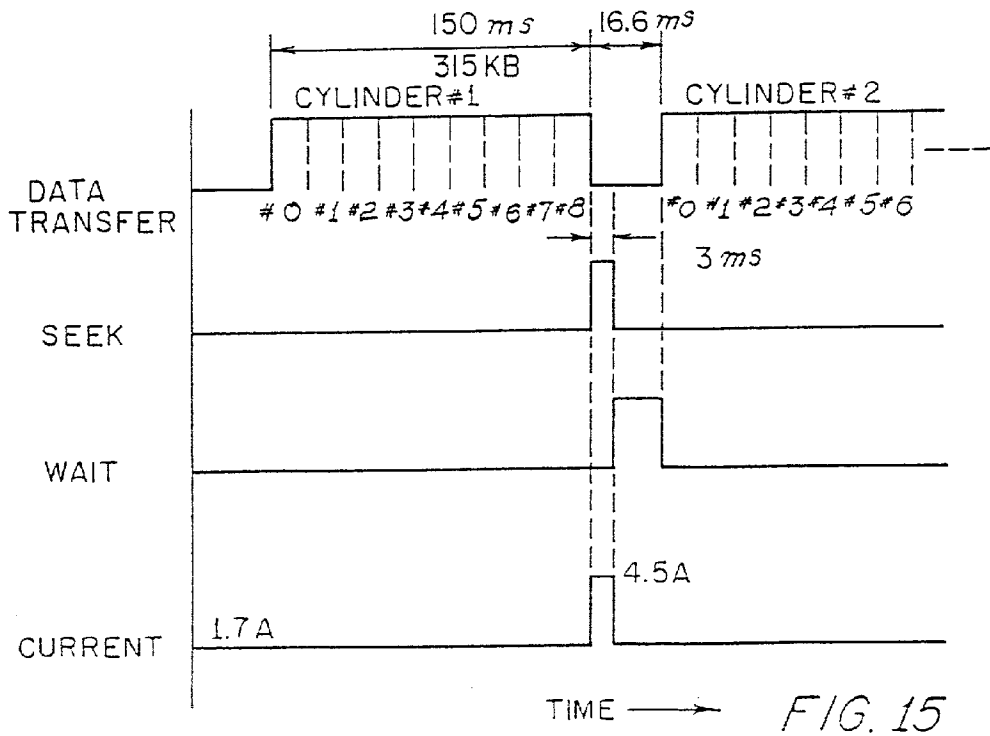 150 ms 16.6 ms
315 KB
CYLINDER #1 CYLINDER #2
DATA TRANSFER
#0 #1 #2 #3 #4 #5 #6 #7 #8 #0 #1 #2 #3 #4 #5 #6
3 ms
SEEK
WAIT
4.5A
1.7 A
CURRENT
TIME
FIG. 15